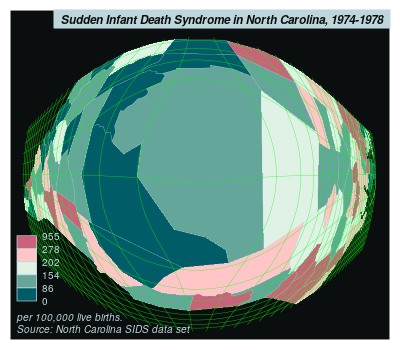 Sudden Infant Death Syndrome in North Carolina, 1974-1978
955
278
202
154
86
0
per 100,000 live births.
Source: North Carolina SIDS data set